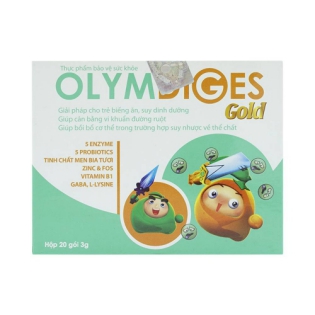 Thực phẩm bảo vệ sức khỏe
OLYMDIGES
Gold
Giải pháp cho trẻ biếng ăn, suy dinh dưỡng
Giúp cân bằng vi khuẩn đường ruột
Giúp bồi bổ cơ thể trong trường hợp suy nhược về thể chất
5 ENZYME
5 PROBIOTICS
TINH CHẤT MEN BIA TƯƠI
ZINC & FOS
VITAMIN B1
GABA, L-LYSINE
Hộp 20 gói 3g